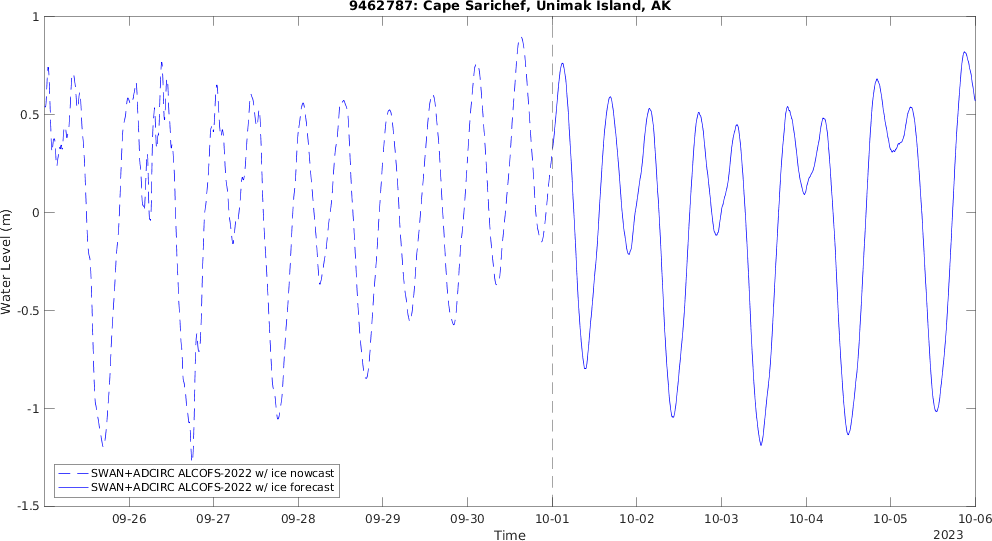 9462787: Cape Sarichef, Unimak Island, AK
1
0.5
0
-0.5
-1
-1.5
Water Level (m)
SWAN+ADCIRC ALCOFS-2022 w/ ice nowcast
SWAN+ADCIRC ALCOFS-2022 w/ ice forecast
09-26 09-27 09-28 09-29 09-30 10-01 10-02 10-03 10-04 10-05 10-06
Time
2023